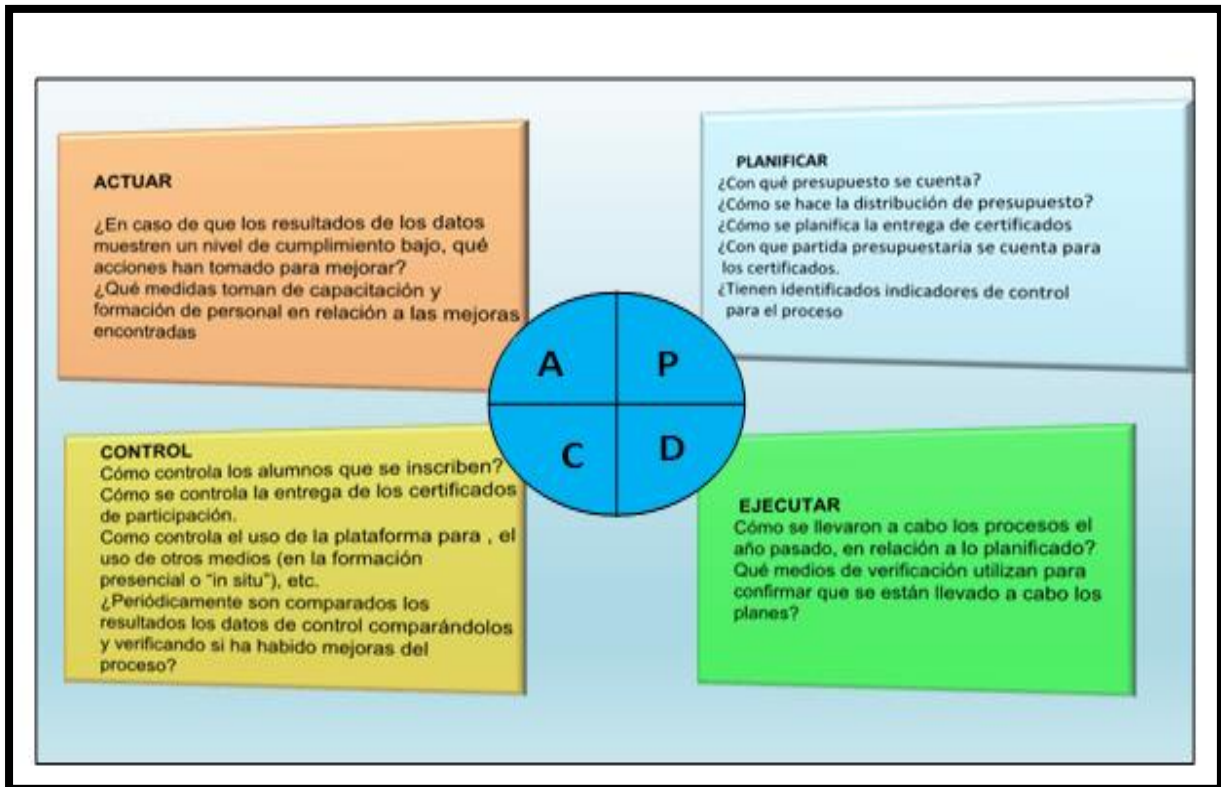 ACTUAR
¿En caso de que los resultados de los datos
muestren un nivel de cumplimiento bajo, qué
acciones han tomado para mejorar?
¿Qué medidas toman de capacitación y
formación de personal en relación a las mejoras
encontradas
PLANIFICAR
¿Con qué presupuesto se cuenta?
¿Cómo se hace la distribución de presupuesto?
¿Cómo se planifica la entrega de certificados
¿Con que partida presupuestaria se cuenta para
los certificados.
¿Tienen identificados indicadores de control
para el proceso
A
P
C
D
CONTROL
Cómo controla los alumnos que se inscriben?
Cómo se controla la entrega de los certificados
de participación.
Como controla el uso de la plataforma para , el
uso de otros medios (en la formación
presencial o "in situ"), etc.
¿Periódicamente son comparados los
resultados los datos de control comparándolos
y verificando si ha habido mejoras del
proceso?
EJECUTAR
Cómo se llevaron a cabo los procesos el
año pasado, en relación a lo planificado?
Qué medios de verificación utilizan para
confirmar que se están llevado a cabo los
planes?